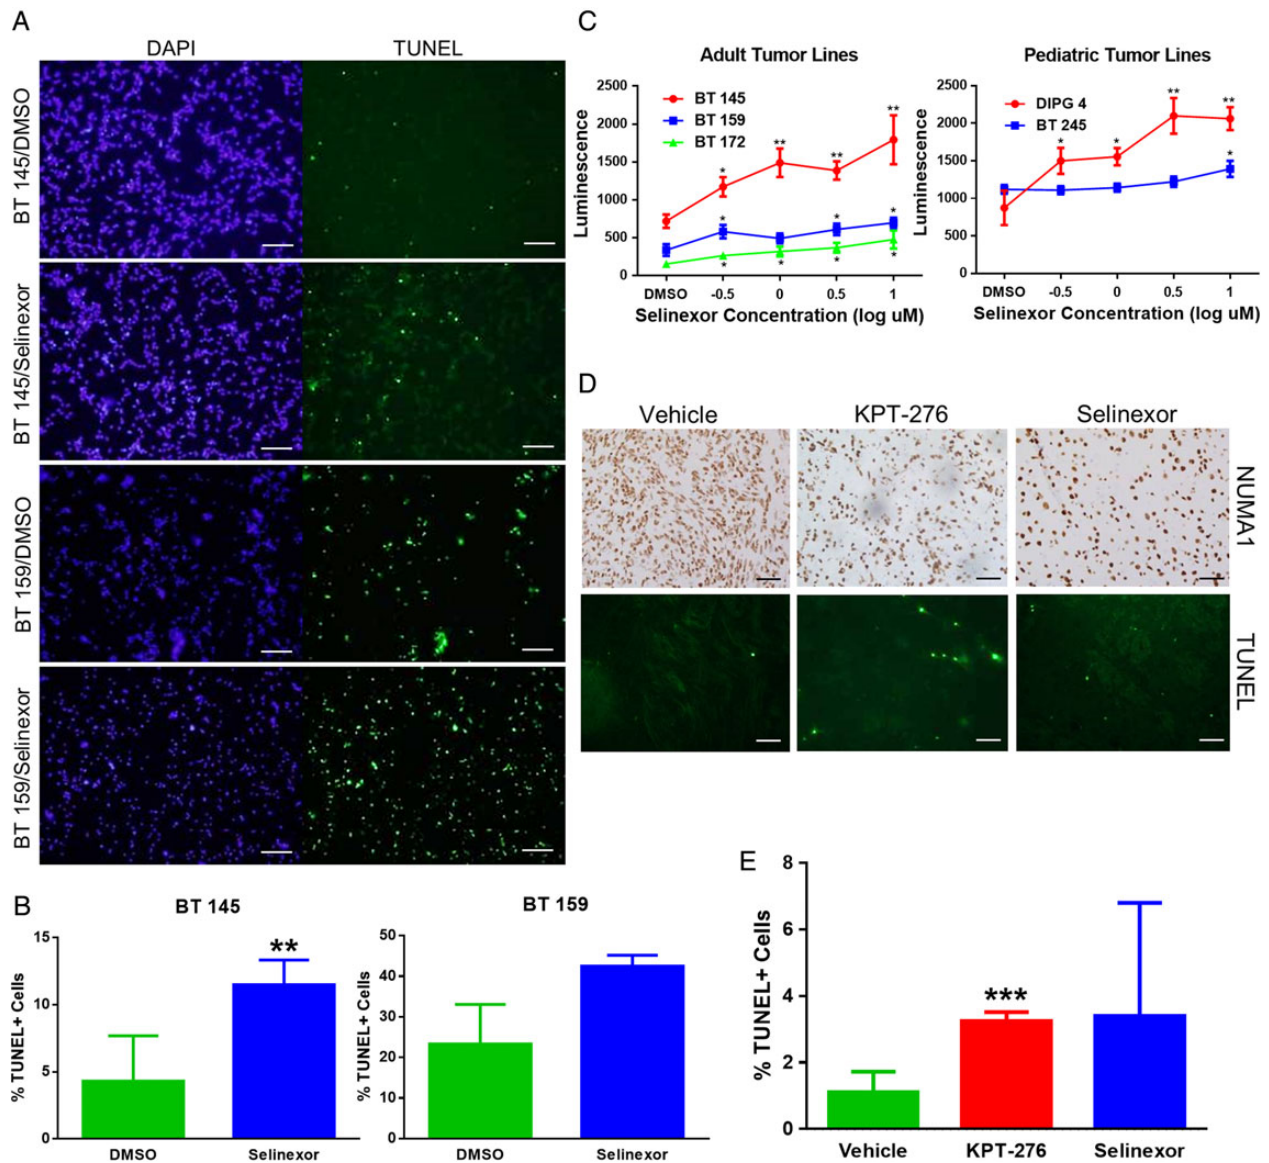 A
DAPI
TUNEL
BT 145/DMSO
BT 145/Selinexor
BT 159/DMSO
BT 159/Selinexor
B
BT 145
% TUNEL+ Cells
15
10
5
0
**
DMSO
Selinexor
BT 159
% TUNEL+ Cells
50
40
30
20
10
0
DMSO
Selinexor
C
Adult Tumor Lines
Luminescence
2500
2000
1500
1000
500
0
BT 145
BT 159
BT 172
* ** ** **
* * *
* * * *
DMSO -0.5 0 0.5 1
Selinexor Concentration (log uM)
Pediatric Tumor Lines
Luminescence
2500
2000
1500
1000
500
0
DIPG 4
BT 245
* * ** **
*
DMSO -0.5 0 0.5 1
Selinexor Concentration (log uM)
D
Vehicle
KPT-276
Selinexor
NUMA1
TUNEL
E
% TUNEL+ Cells
8
6
4
2
0
***
Vehicle
KPT-276
Selinexor